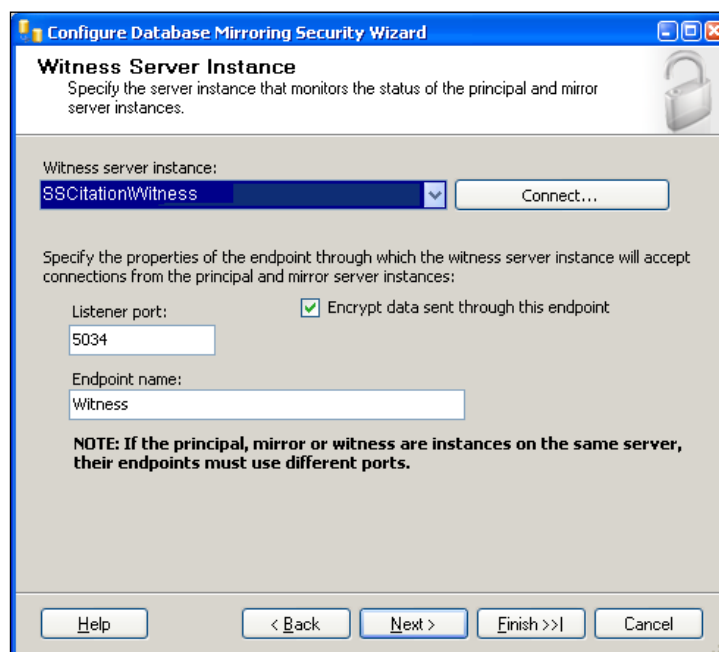 Configure Database Mirroring Security Wizard
Witness Server Instance
Specify the server instance that monitors the status of the principal and mirror
server instances.
Witness server instance:
SSCitation\Witness
Connect...
Specify the properties of the endpoint through which the witness server instance will accept
connections from the principal and mirror server instances:
Listener port:
Encrypt data sent through this endpoint
5034
Endpoint name:
Witness
NOTE: If the principal, mirror or witness are instances on the same server,
their endpoints must use different ports.
Help
< Back
Next >
Finish >>|
Cancel